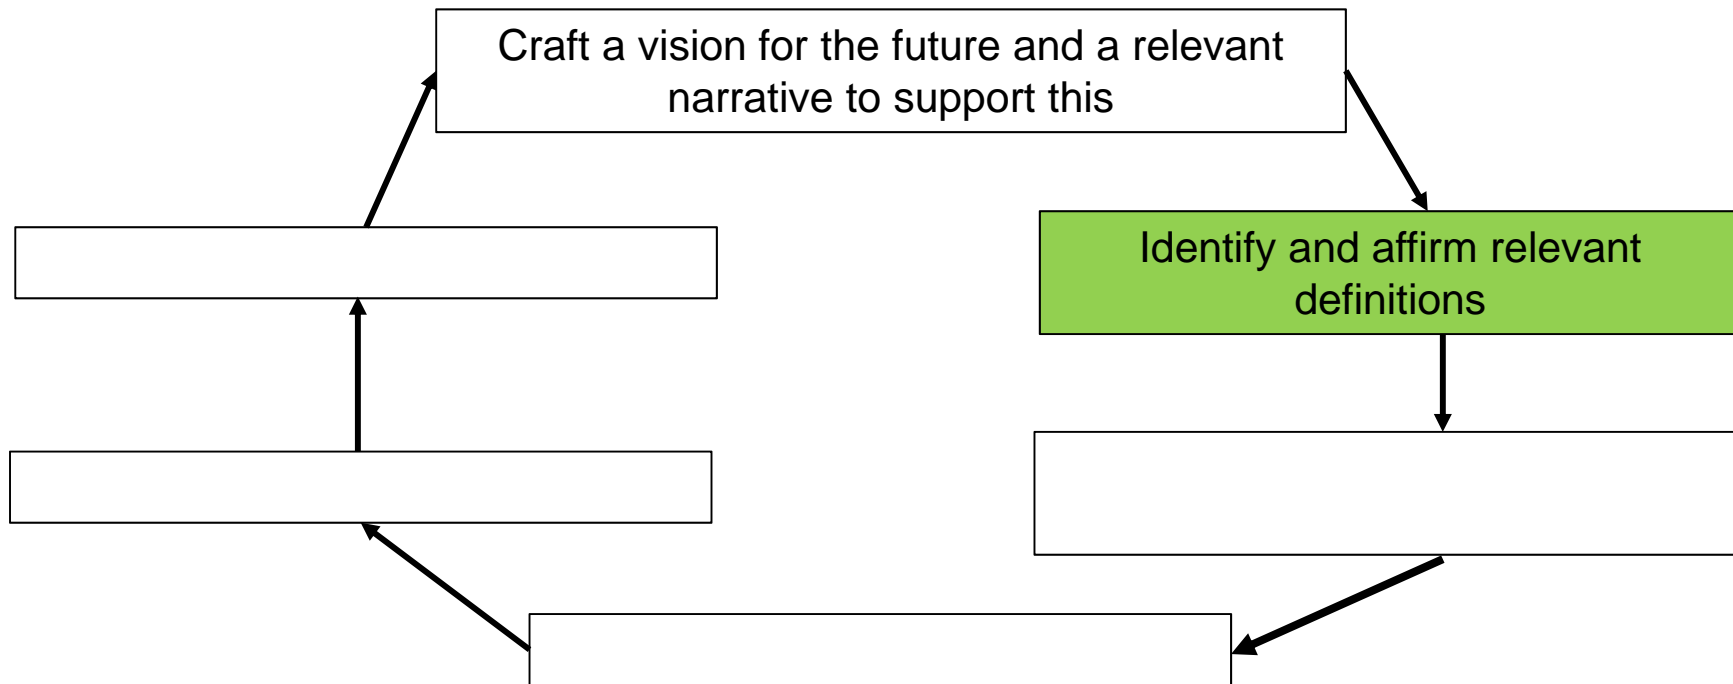 Craft a vision for the future and a relevant
narrative to support this
Identify and affirm relevant
definitions